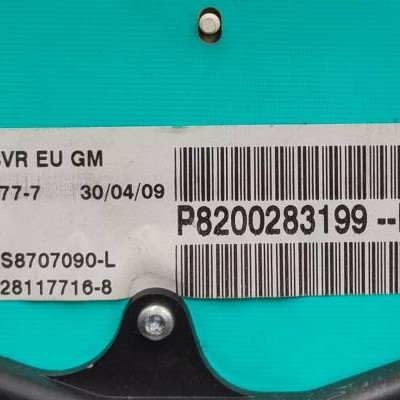 VR EU GM
77-7 30/04/09
P8200283199 --
S8707090-L
28117716-8